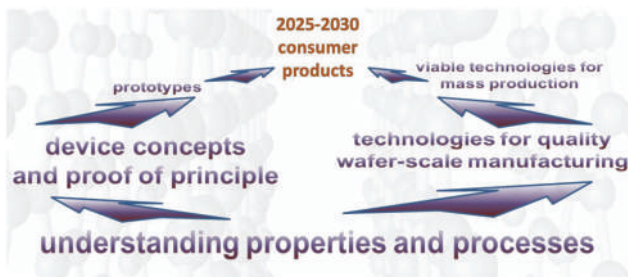 2025-2030
consumer
products
prototypes
viable technologies for
mass production
device concepts
and proof of principle
technologies for quality
wafer-scale manufacturing
understanding properties and processes